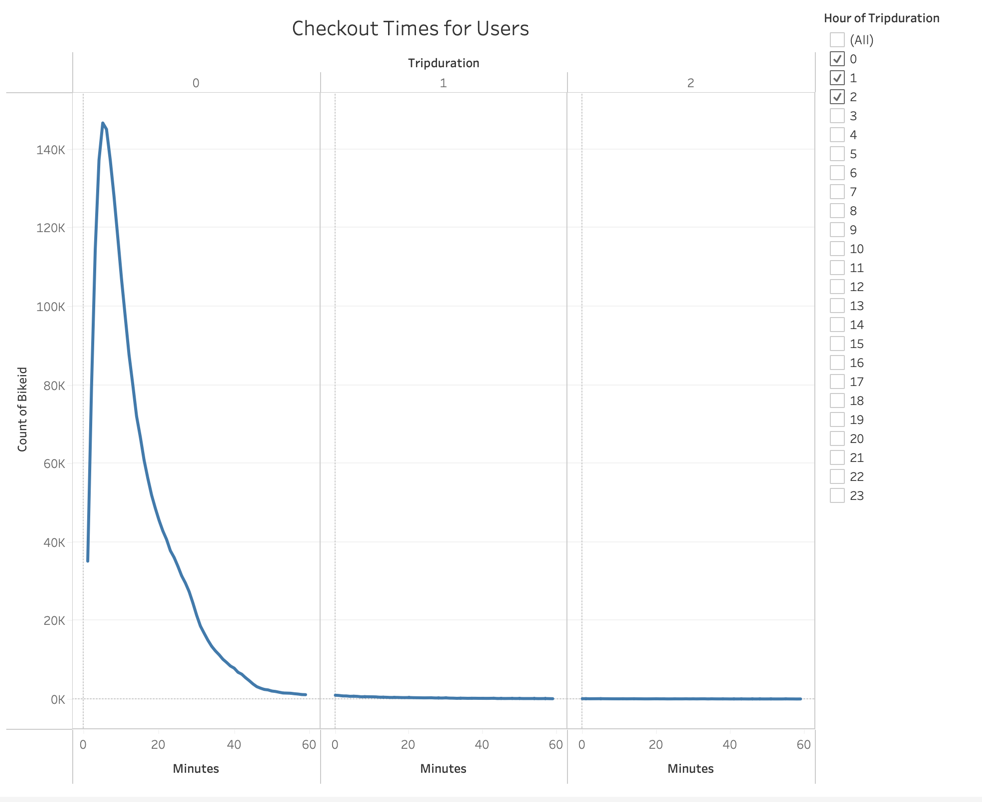 Checkout Times for Users
Tripduration
0 1 2
Count of Bikeid
140K
120K
100K
80K
60K
40K
20K
0K
0 20 40 60 0 20 40 60 0 20 40 60
Minutes Minutes Minutes
Hour of Tripduration
(All)
0
1
2
3
4
5
6
7
8
9
10
11
12
13
14
15
16
17
18
19
20
21
22
23